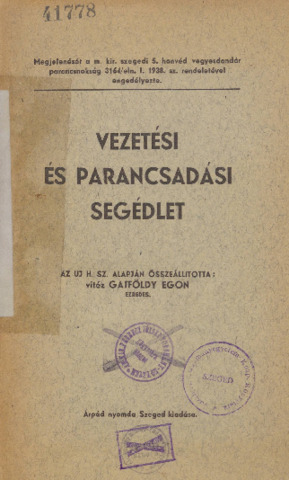 41778
Megjelenését a m. kir. szegedi 5. honvéd vegyesdandár
parancsnokság 3164/eln. I. 1938. sz. rendeletével
engedélyezte.
VEZETÉSI
ÉS PARANCSADÁSI
SEGÉDLET
AZ UJ H. SZ. ALAPJÁN ÖSSZEÁLLITOTTA:
vitéz GATFÖLDY EGON
EZREDES.
Árpád nyomda Szeged kiadása.